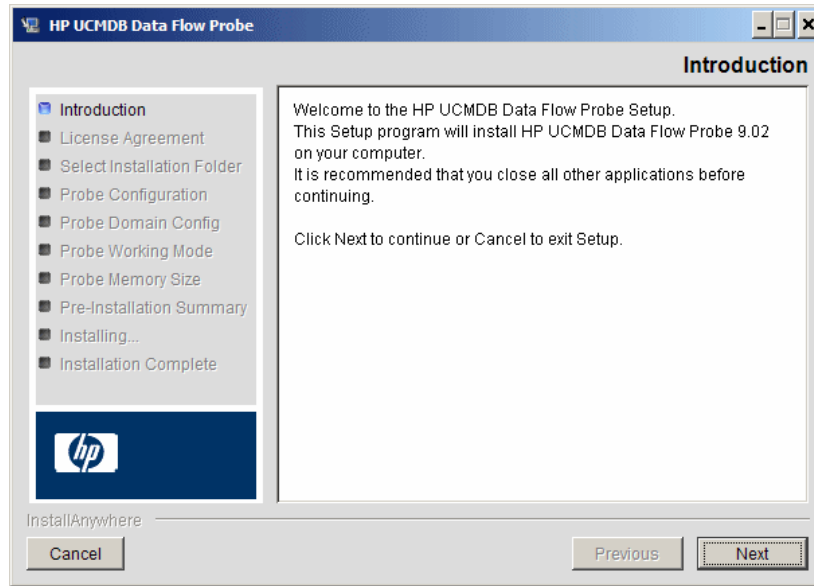 HP UCMDB Data Flow Probe
Introduction
Introduction
License Agreement
Select Installation Folder
Probe Configuration
Probe Domain Config
Probe Working Mode
Probe Memory Size
Pre-Installation Summary
Installing...
Installation Complete
Welcome to the HP UCMDB Data Flow Probe Setup.
This Setup program will install HP UCMDB Data Flow Probe 9.02
on your computer.
It is recommended that you close all other applications before
continuing.
Click Next to continue or Cancel to exit Setup.
hp
InstallAnywhere
Cancel
Previous
Next